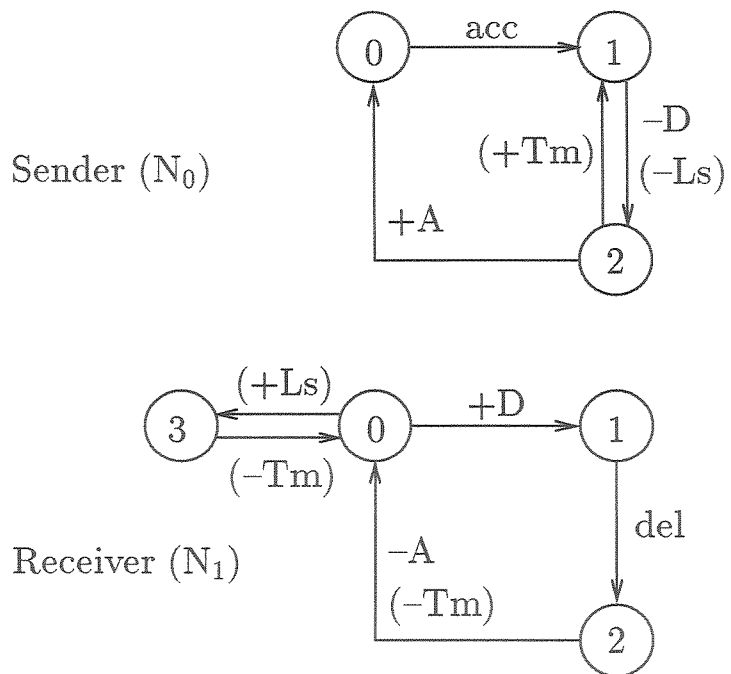 acc
0
1
–D
(+Tm)
(–Ls)
Sender (N₀)
+A
2
(+Ls)
+D
3
0
1
(–Tm)
del
–A
Receiver (N₁)
(–Tm)
2